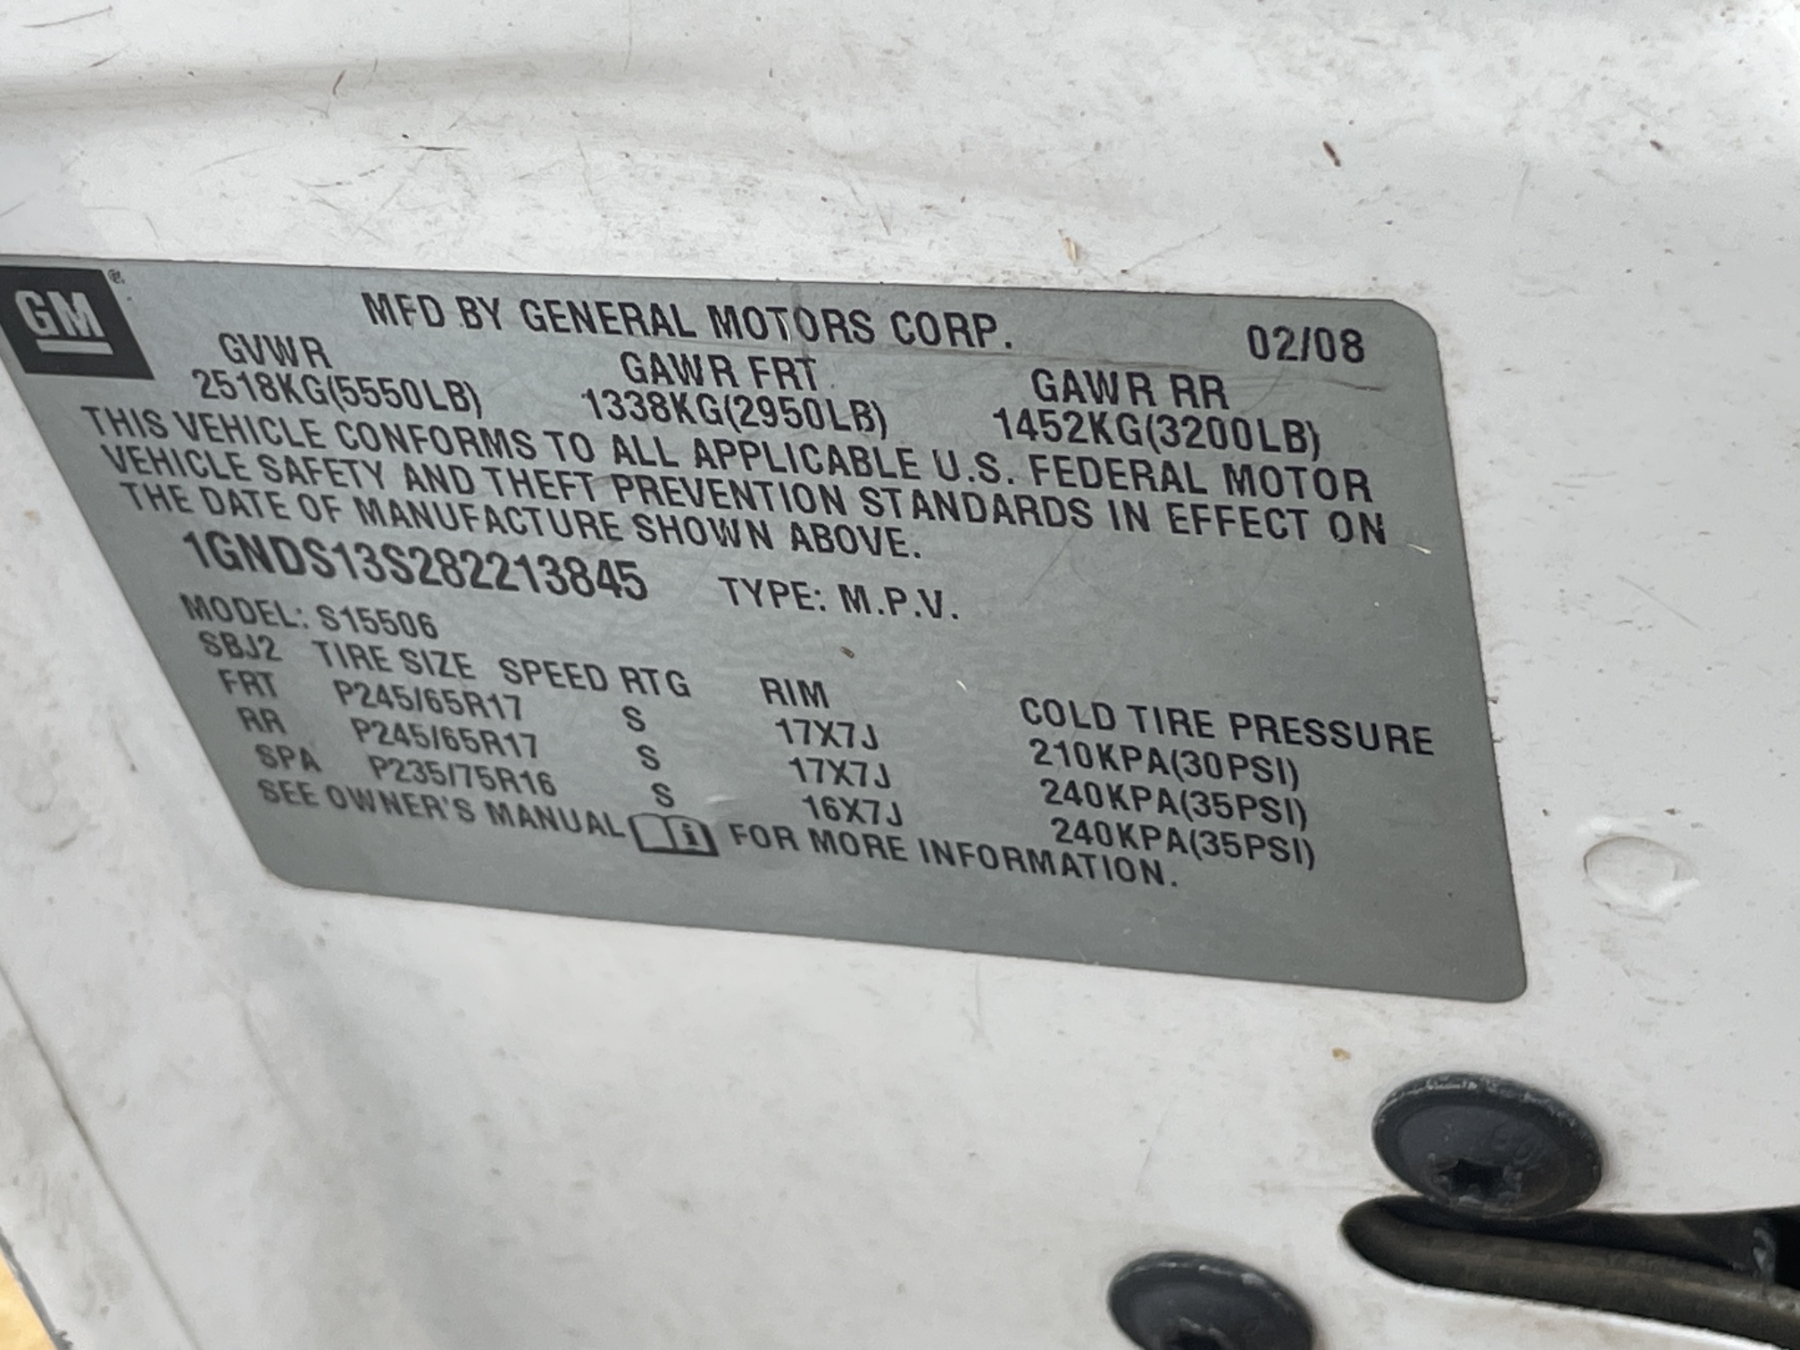 GM®
MFD BY GENERAL MOTORS CORP. 02/08
GVWR GAWR FRT GAWR RR
2518KG(5550LB) 1338KG(2950LB) 1452KG(3200LB)
THIS VEHICLE CONFORMS TO ALL APPLICABLE U.S. FEDERAL MOTOR
VEHICLE SAFETY AND THEFT PREVENTION STANDARDS IN EFFECT ON
THE DATE OF MANUFACTURE SHOWN ABOVE.
1GNDS13S282213845 TYPE: M.P.V.
MODEL: S15506
SBJ2 TIRE SIZE SPEED RTG RIM COLD TIRE PRESSURE
FRT P245/65R17 S 17X7J 210KPA(30PSI)
RR P245/65R17 S 17X7J 240KPA(35PSI)
SPA P235/75R16 S 16X7J 240KPA(35PSI)
SEE OWNER'S MANUAL i FOR MORE INFORMATION.